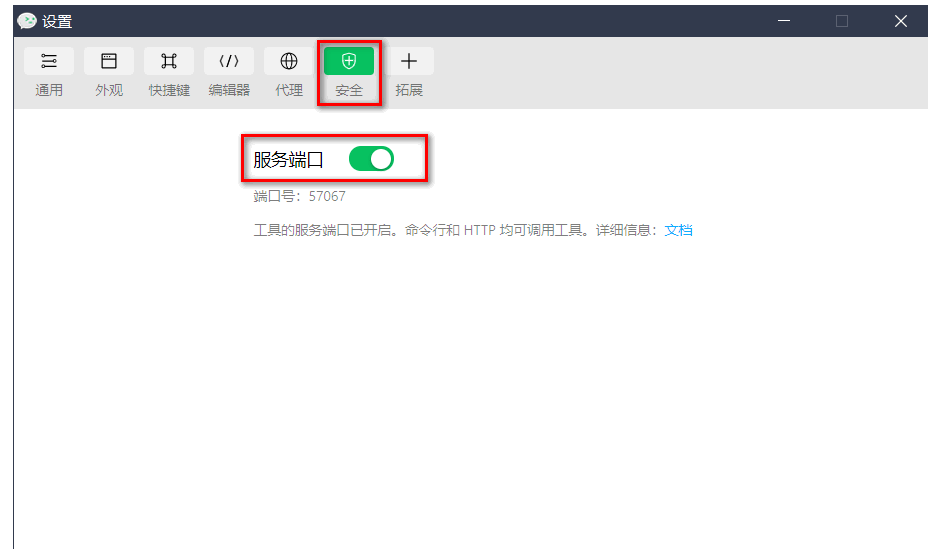 设置
通用 外观 快捷键 编辑器 代理 安全 拓展
服务端口
端口号：57067
工具的服务端口已开启。命令行和 HTTP 均可调用工具。详细信息：文档